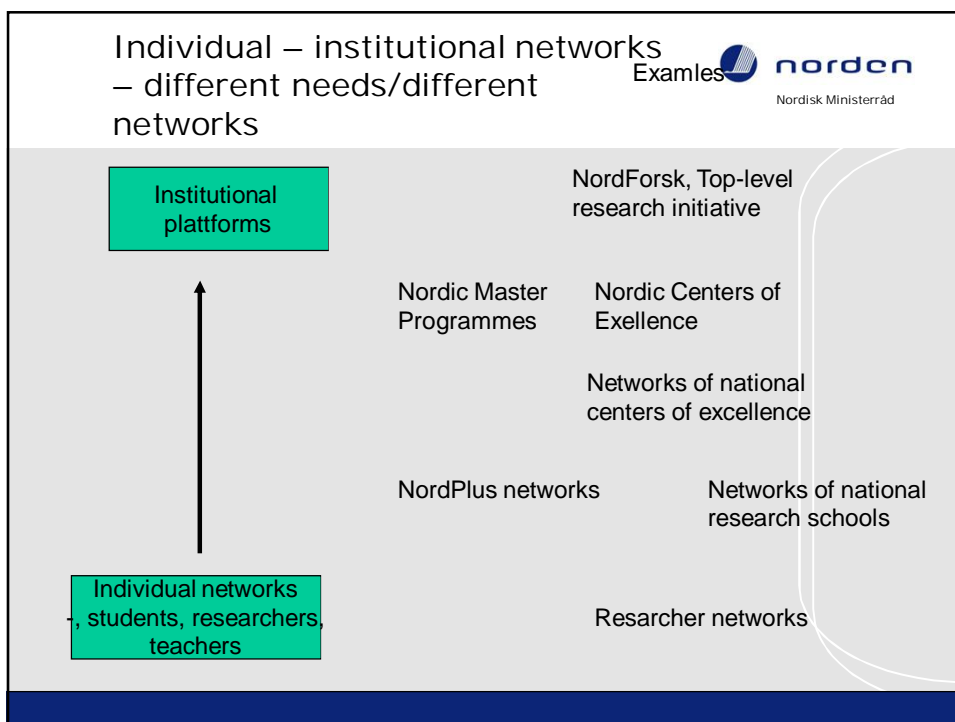 Individual – institutional networks
– different needs/different
networks
Examles
norden
Nordisk Ministerråd
Institutional
plattforms
NordForsk, Top-level
research initiative
Nordic Master
Programmes
Nordic Centers of
Exellence
Networks of national
centers of excellence
NordPlus networks
Networks of national
research schools
Individual networks
-, students, researchers,
teachers
Resarcher networks